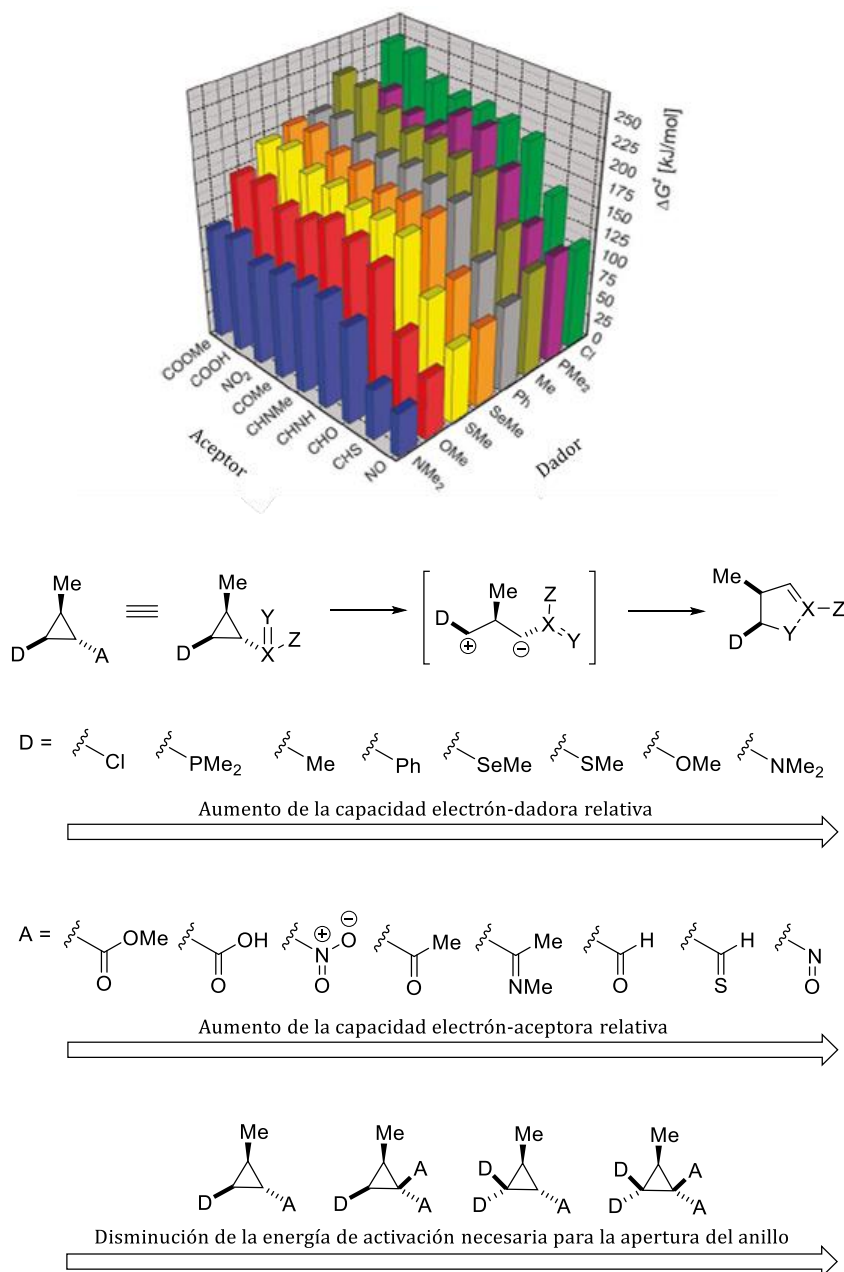 250
225
200
175
150
125
100
75
50
25
0
ΔG‡ [kJ/mol]
COOMe
COOH
NO2
COMe
CHNMe
CHNH
CHO
CHS
NO
Aceptor
Cl
PMe2
Me
Ph
SeMe
SMe
OMe
NMe2
Dador
Me
D
A
Me
D
Y
X
Z
Me
D
⊕
⊖
Z
X
Y
Me
D
Y
X
Z
D = Cl PMe2 Me Ph SeMe SMe OMe NMe2
Aumento de la capacidad electrón-dadora relativa
A = OMe O OH O N⊕ O⊖ O Me O Me NMe H O H S N O
Aumento de la capacidad electrón-aceptora relativa
Me Me Me Me
D A D A A D D A D D A A
Disminución de la energía de activación necesaria para la apertura del anillo